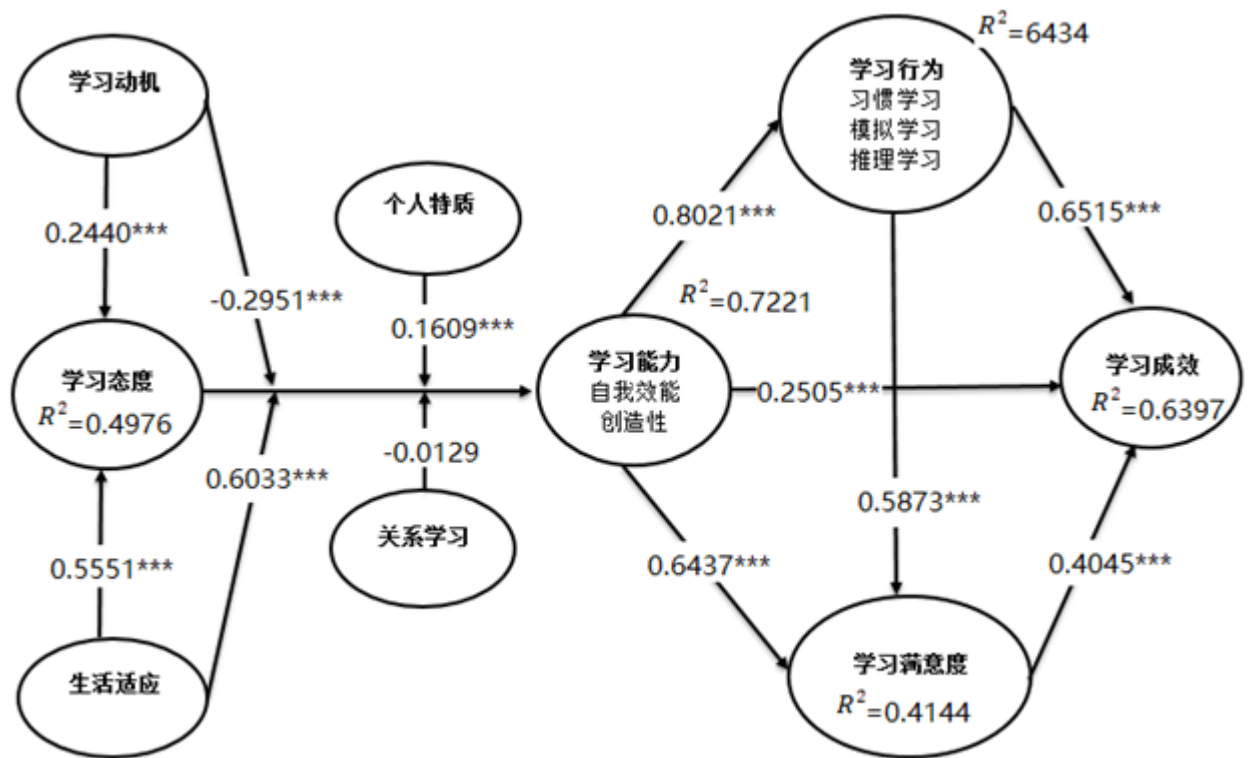 学习动机
0.2440***
-0.2951***
学习态度
R²=0.4976
0.5551***
0.6033***
生活适应
个人特质
0.1609***
-0.0129
关系学习
R²=6434
学习行为
习惯学习
模拟学习
推理学习
0.8021***
0.6515***
R²=0.7221
学习能力
自我效能
创造性
0.2505***
学习成效
R²=0.6397
0.5873***
0.6437***
0.4045***
学习满意度
R²=0.4144